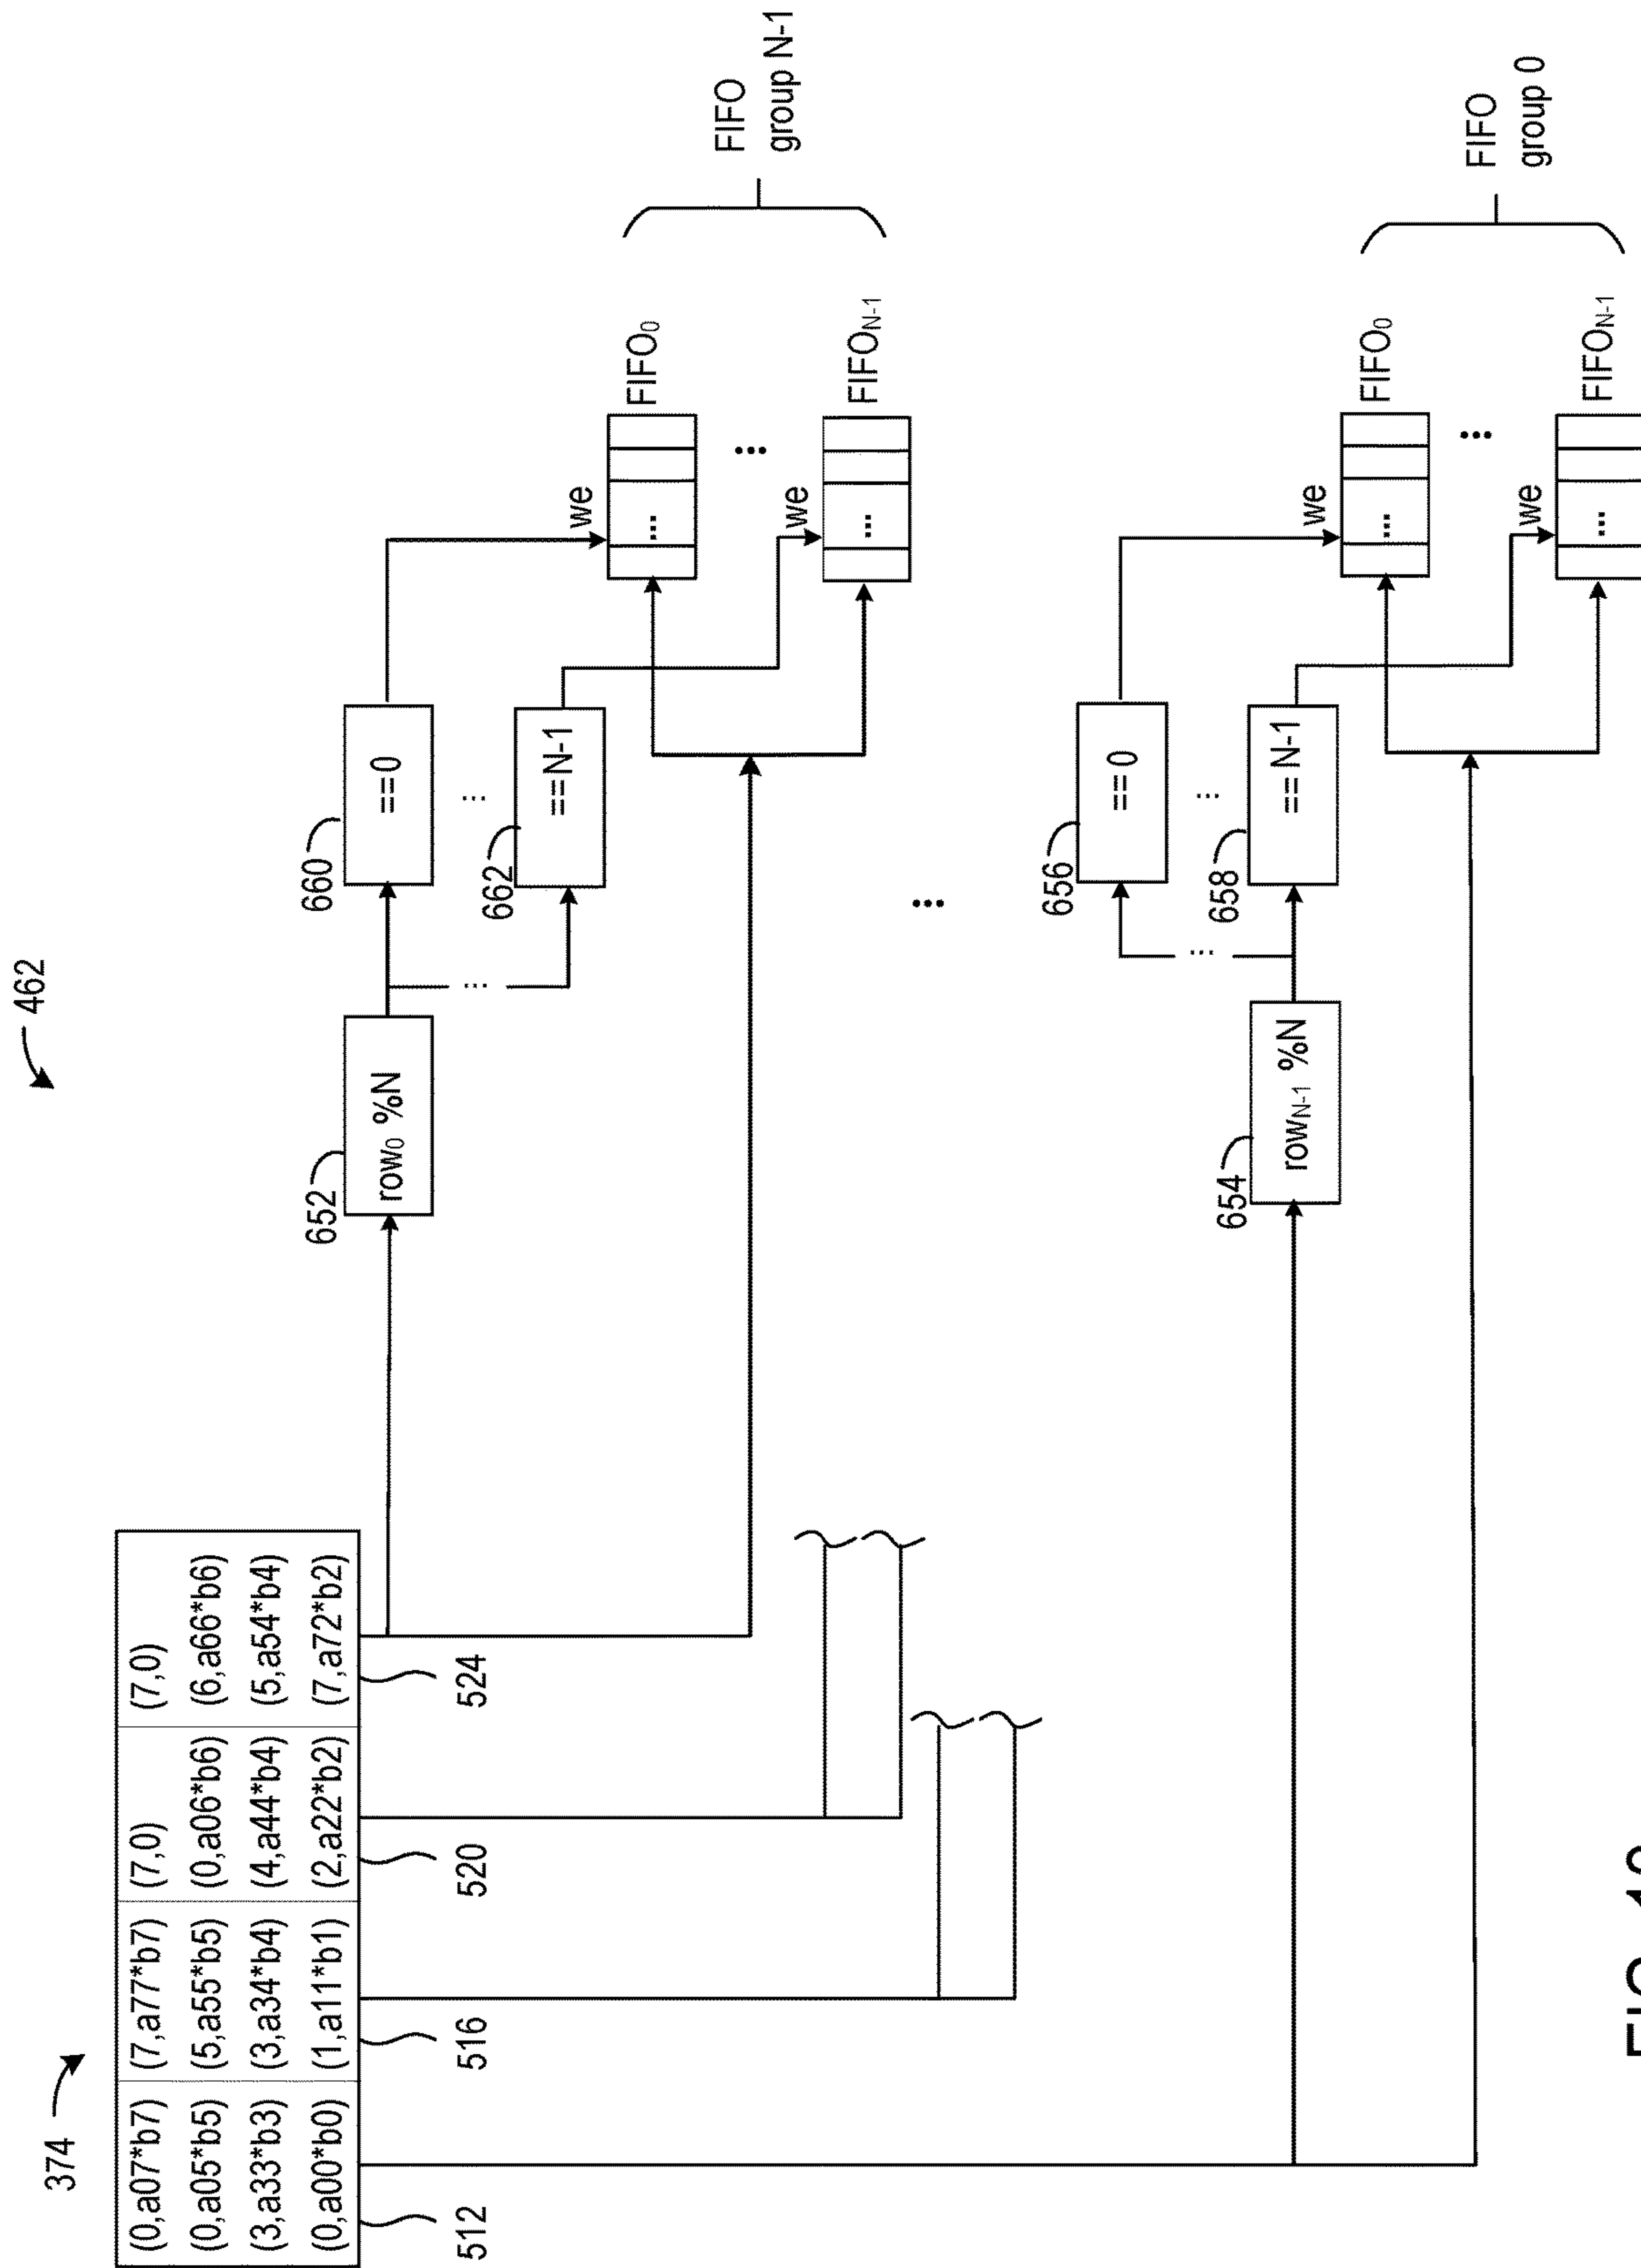 462
374
(0,a07*b7) (7,a77*b7) (7,0) (7,0)
(0,a05*b5) (5,a55*b5) (0,a06*b6) (6,a66*b6)
(3,a33*b3) (3,a34*b4) (4,a44*b4) (5,a54*b4)
(0,a00*b0) (1,a11*b1) (2,a22*b2) (7,a72*b2)
512 516 520 524
652
row0 %N
660
==0
...
662
==N-1
...
we
...
FIFO0
...
we
...
FIFON-1
FIFO
group N-1
...
654
rowN-1 %N
656
== 0
...
658
== N-1
...
we
...
FIFO0
...
we
...
FIFON-1
FIFO
group 0